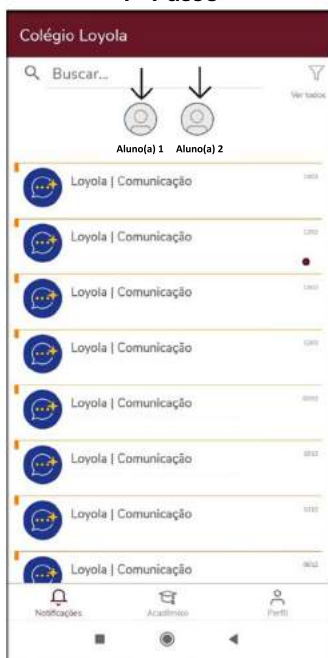 Colégio Loyola
Buscar...
Ver todos
Aluno(a) 1 Aluno(a) 2
Loyola | Comunicação
Loyola | Comunicação
Loyola | Comunicação
Loyola | Comunicação
Loyola | Comunicação
Loyola | Comunicação
Loyola | Comunicação
Loyola | Comunicação
Notificações Acadêmico Perfil